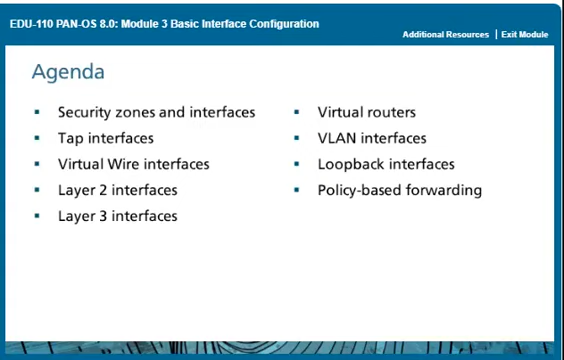 EDU-110 PAN-OS 8.0: Module 3 Basic Interface Configuration
Additional Resources | Exit Module
Agenda
▪ Security zones and interfaces
▪ Tap interfaces
▪ Virtual Wire interfaces
▪ Layer 2 interfaces
▪ Layer 3 interfaces
▪ Virtual routers
▪ VLAN interfaces
▪ Loopback interfaces
▪ Policy-based forwarding